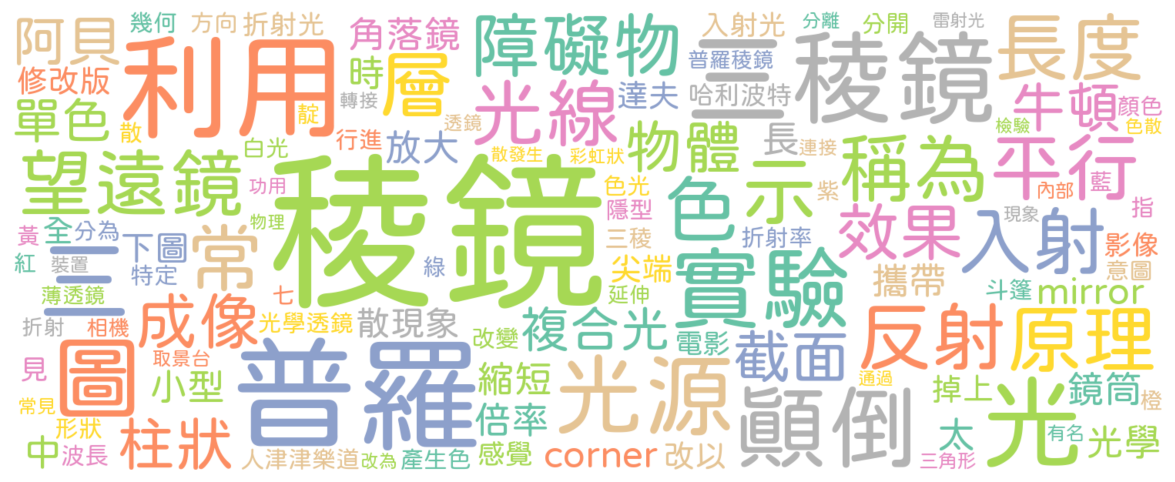 阿貝
幾何
方向
折射光
角落鏡
障礙物
入射光
分離
分開
雷射光
長度
修改版
利用
時
層
普羅稜鏡
三稜鏡
轉接
靛
光線
達夫
哈利波特
牛頓
顏色
單色
散
行進
透鏡
物體
長
連接
檢驗
色散
白光
放大
散發生
彩虹狀
稱為
平行
望遠鏡
功用
稜鏡
色光
色
示
紫
內部
藍
物理
隱型
效果
入射
現象
指
黃
全
分為
下圖
常
三稜
折射率
影像
紅
裝置
特定
綠
尖端
實驗
攜帶
意圖
三
薄透鏡
七
延伸
斗篷
mirror
折射
相機
成像
光學透鏡
散現象
改變
複合光
電影
截面
反射
原理
見
圖
取景台
小型
普羅
縮短
光源
顛倒
通過
掉上
光
鏡筒
橙
常見
形狀
柱狀
倍率
太
有名
光學
中
波長
人津津樂道
改為
產生色
感覺
corner
改以
三角形